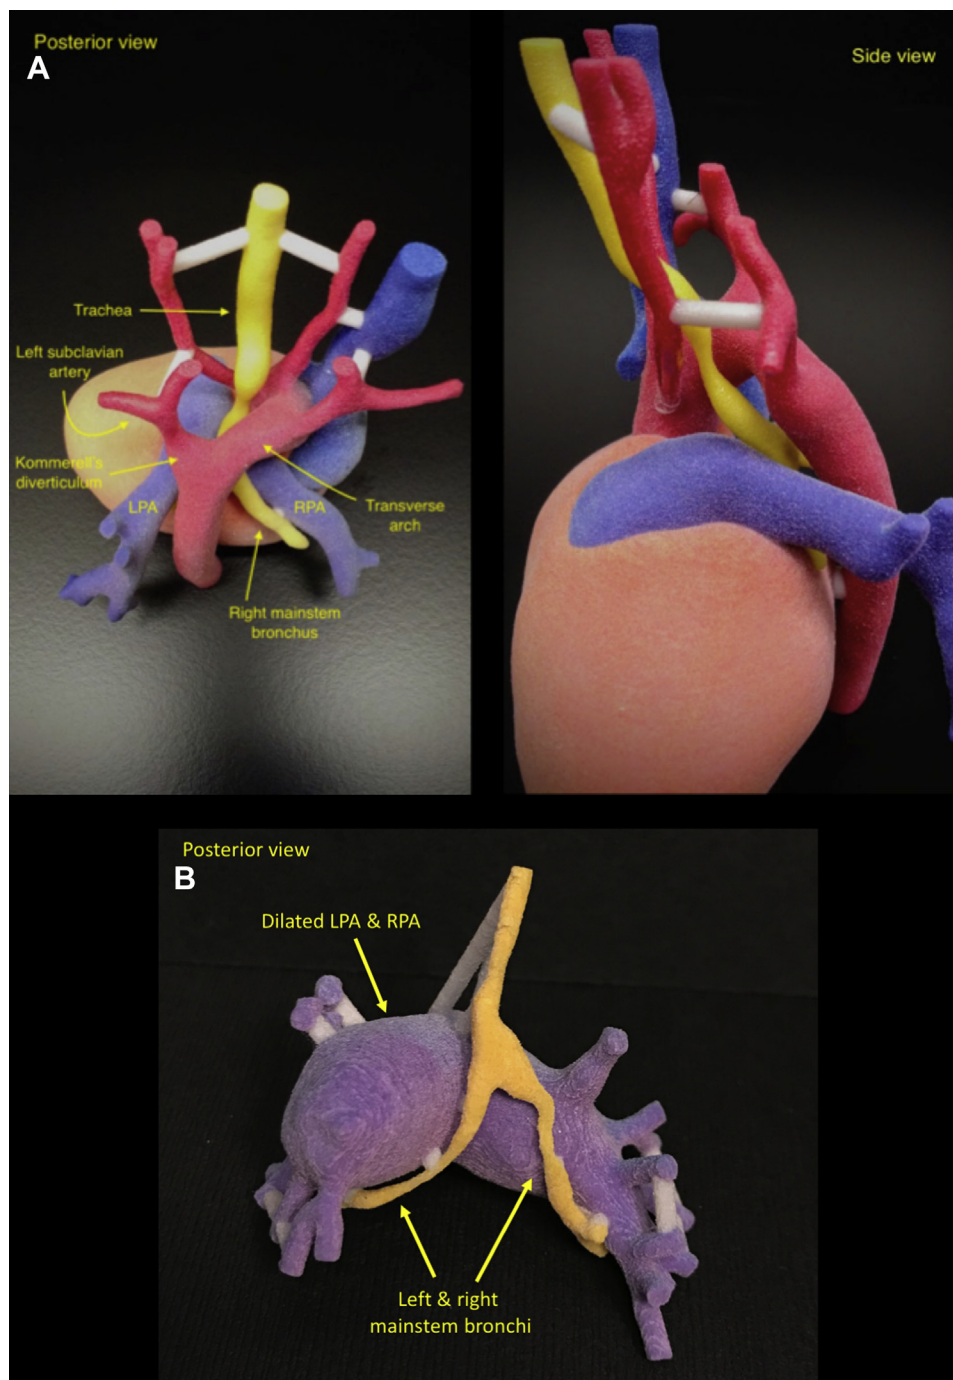 Posterior view
A
Side view
Trachea
Left subclavian
artery
Kommerell's
diverticulum
LPA
RPA
Transverse
arch
Right mainstem
bronchus
Posterior view
B
Dilated LPA & RPA
Left & right
mainstem bronchi